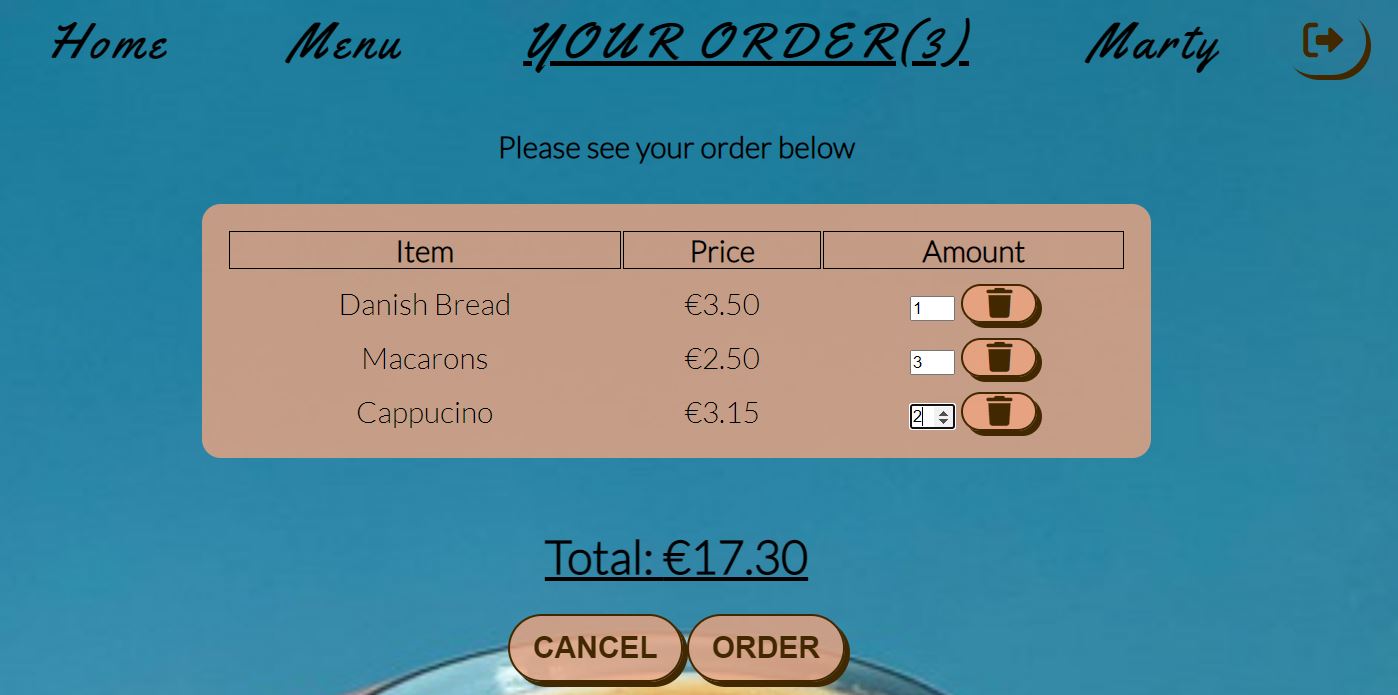 Home Menu YOUR ORDER(3) Marty
Please see your order below
Item Price Amount
Danish Bread €3.50 1
Macarons €2.50 3
Cappucino €3.15 2
Total: €17.30
CANCEL ORDER